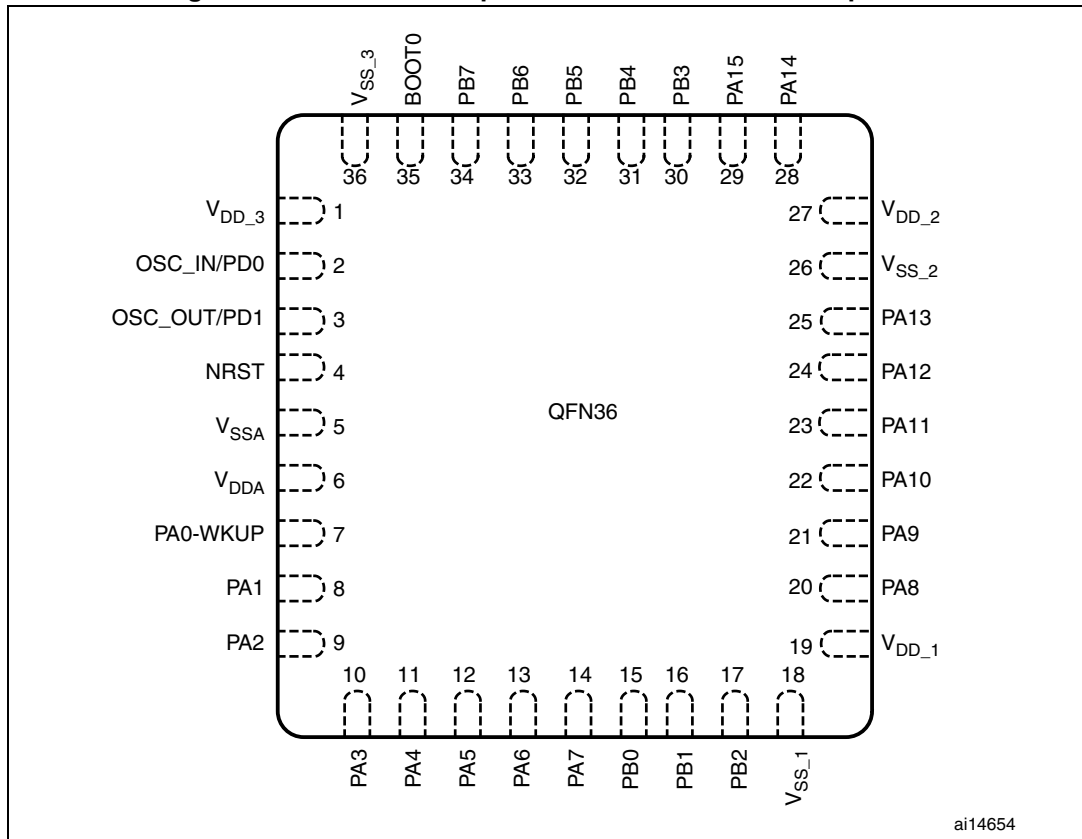 VSS_3
BOOT0
PB7
PB6
PB5
PB4
PB3
PA15
PA14
36 35 34 33 32 31 30 29 28
VDD_3 1 27 VDD_2
OSC_IN/PD0 2 26 VSS_2
OSC_OUT/PD1 3 25 PA13
NRST 4 24 PA12
VSSA 5 QFN36 23 PA11
VDDA 6 22 PA10
PA0-WKUP 7 21 PA9
PA1 8 20 PA8
PA2 9 19 VDD_1
10 11 12 13 14 15 16 17 18
PA3
PA4
PA5
PA6
PA7
PB0
PB1
PB2
VSS_1
ai14654